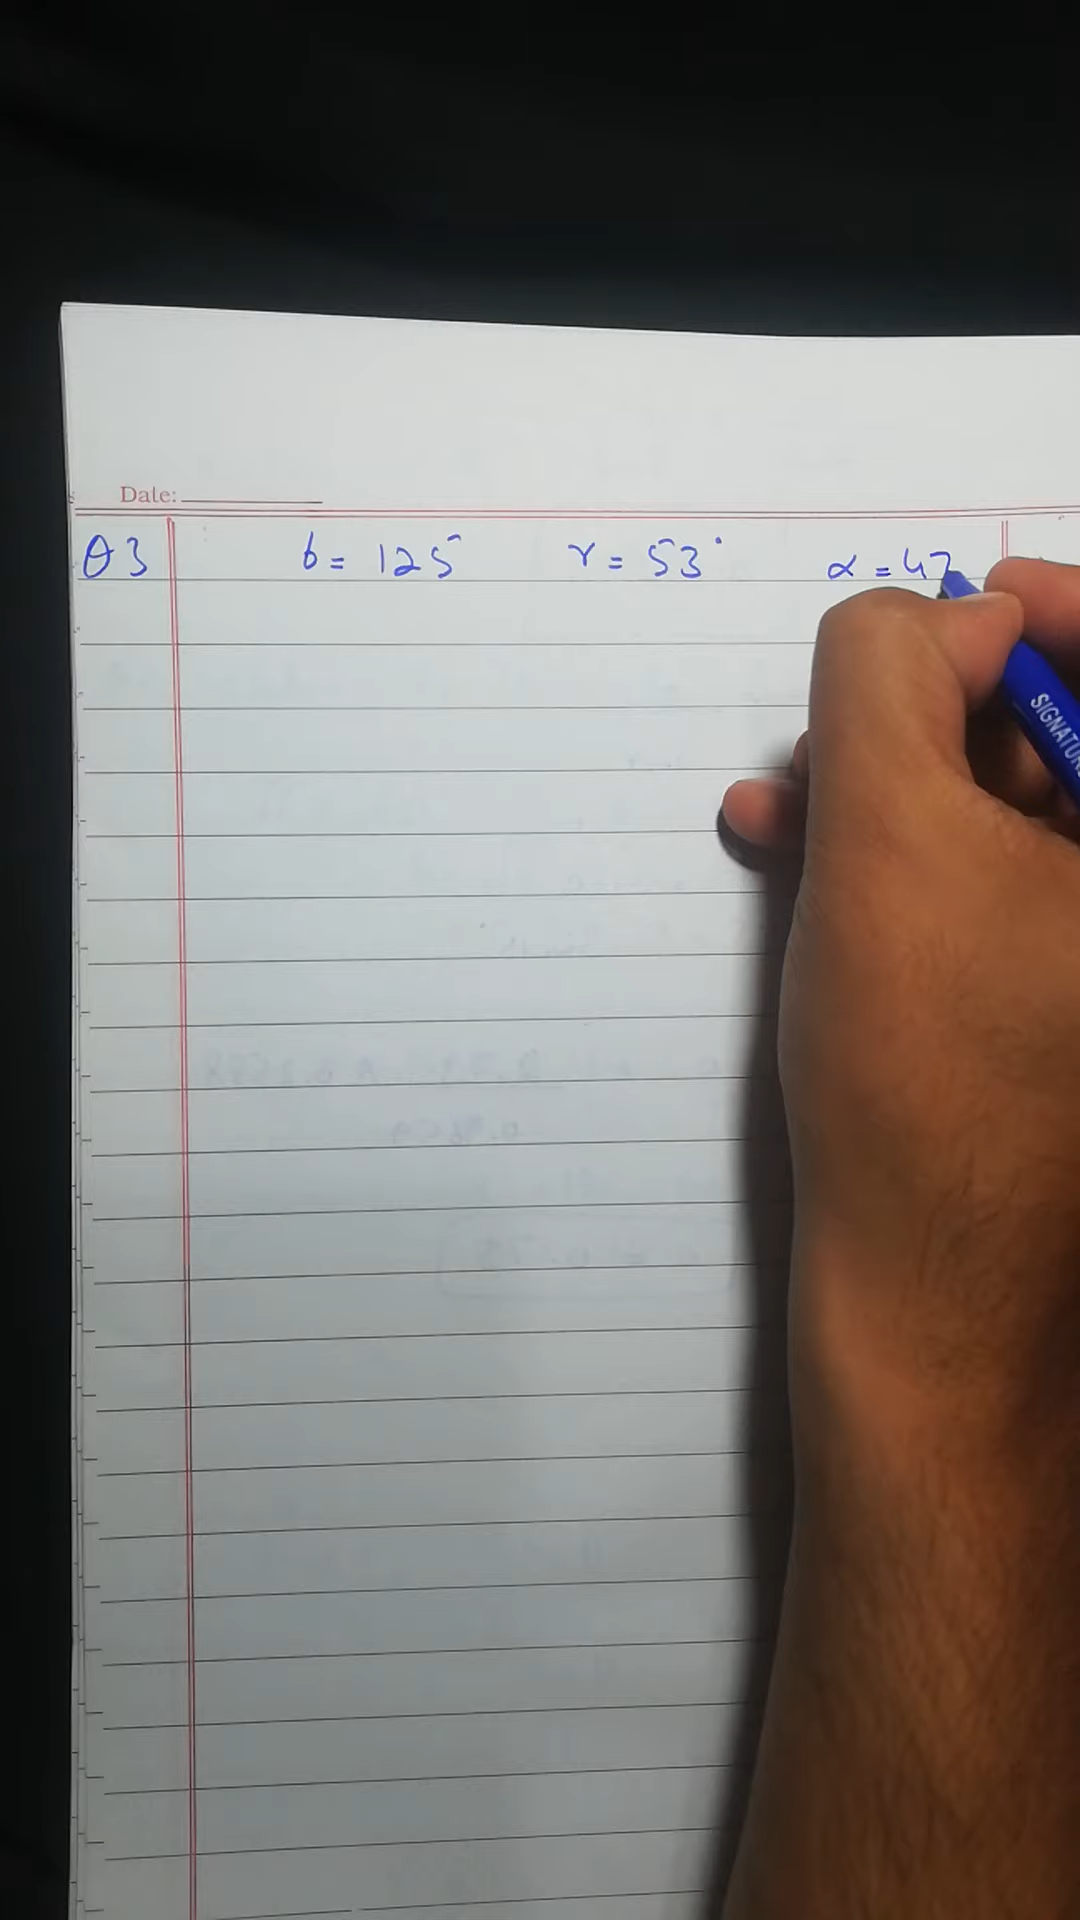 Date:
Q3 b = 125 r = 53° α = 47
SIGNATURE